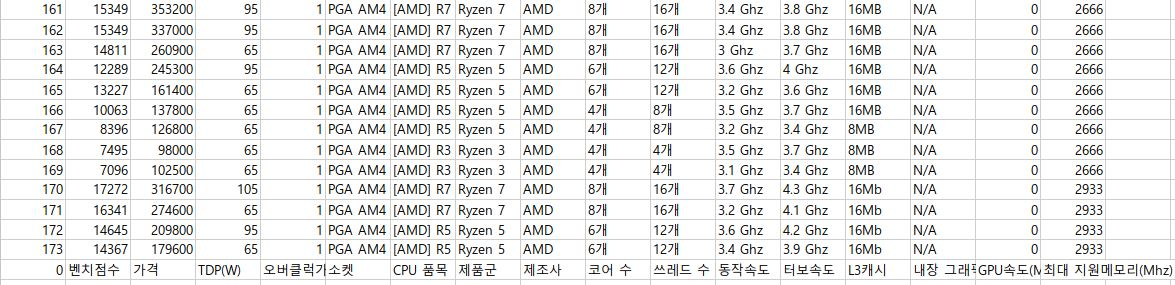 161 15349 353200 95 1 PGA AM4 [AMD] R7 Ryzen 7 AMD 8개 16개 3.4 Ghz 3.8 Ghz 16MB N/A 0 2666
162 15349 337000 95 1 PGA AM4 [AMD] R7 Ryzen 7 AMD 8개 16개 3.4 Ghz 3.8 Ghz 16MB N/A 0 2666
163 14811 260900 65 1 PGA AM4 [AMD] R7 Ryzen 7 AMD 8개 16개 3 Ghz 3.7 Ghz 16MB N/A 0 2666
164 12289 245300 95 1 PGA AM4 [AMD] R5 Ryzen 5 AMD 6개 12개 3.6 Ghz 4 Ghz 16MB N/A 0 2666
165 13227 161400 65 1 PGA AM4 [AMD] R5 Ryzen 5 AMD 6개 12개 3.2 Ghz 3.6 Ghz 16MB N/A 0 2666
166 10063 137800 65 1 PGA AM4 [AMD] R5 Ryzen 5 AMD 4개 8개 3.5 Ghz 3.7 Ghz 16MB N/A 0 2666
167 8396 126800 65 1 PGA AM4 [AMD] R5 Ryzen 5 AMD 4개 8개 3.2 Ghz 3.4 Ghz 8MB N/A 0 2666
168 7495 98000 65 1 PGA AM4 [AMD] R3 Ryzen 3 AMD 4개 4개 3.5 Ghz 3.7 Ghz 8MB N/A 0 2666
169 7096 102500 65 1 PGA AM4 [AMD] R3 Ryzen 3 AMD 4개 4개 3.1 Ghz 3.4 Ghz 8MB N/A 0 2666
170 17272 316700 105 1 PGA AM4 [AMD] R7 Ryzen 7 AMD 8개 16개 3.7 Ghz 4.3 Ghz 16Mb N/A 0 2933
171 16341 274600 65 1 PGA AM4 [AMD] R7 Ryzen 7 AMD 8개 16개 3.2 Ghz 4.1 Ghz 16Mb N/A 0 2933
172 14645 209800 95 1 PGA AM4 [AMD] R5 Ryzen 5 AMD 6개 12개 3.6 Ghz 4.2 Ghz 16Mb N/A 0 2933
173 14367 179600 65 1 PGA AM4 [AMD] R5 Ryzen 5 AMD 6개 12개 3.4 Ghz 3.9 Ghz 16Mb N/A 0 2933
0 벤치점수 가격 TDP(W) 오버클럭가 소켓 CPU 품목 제품군 제조사 코어 수 쓰레드 수 동작속도 터보속도 L3캐시 내장 그래픽 GPU속도(M 최대 지원메모리(Mhz)